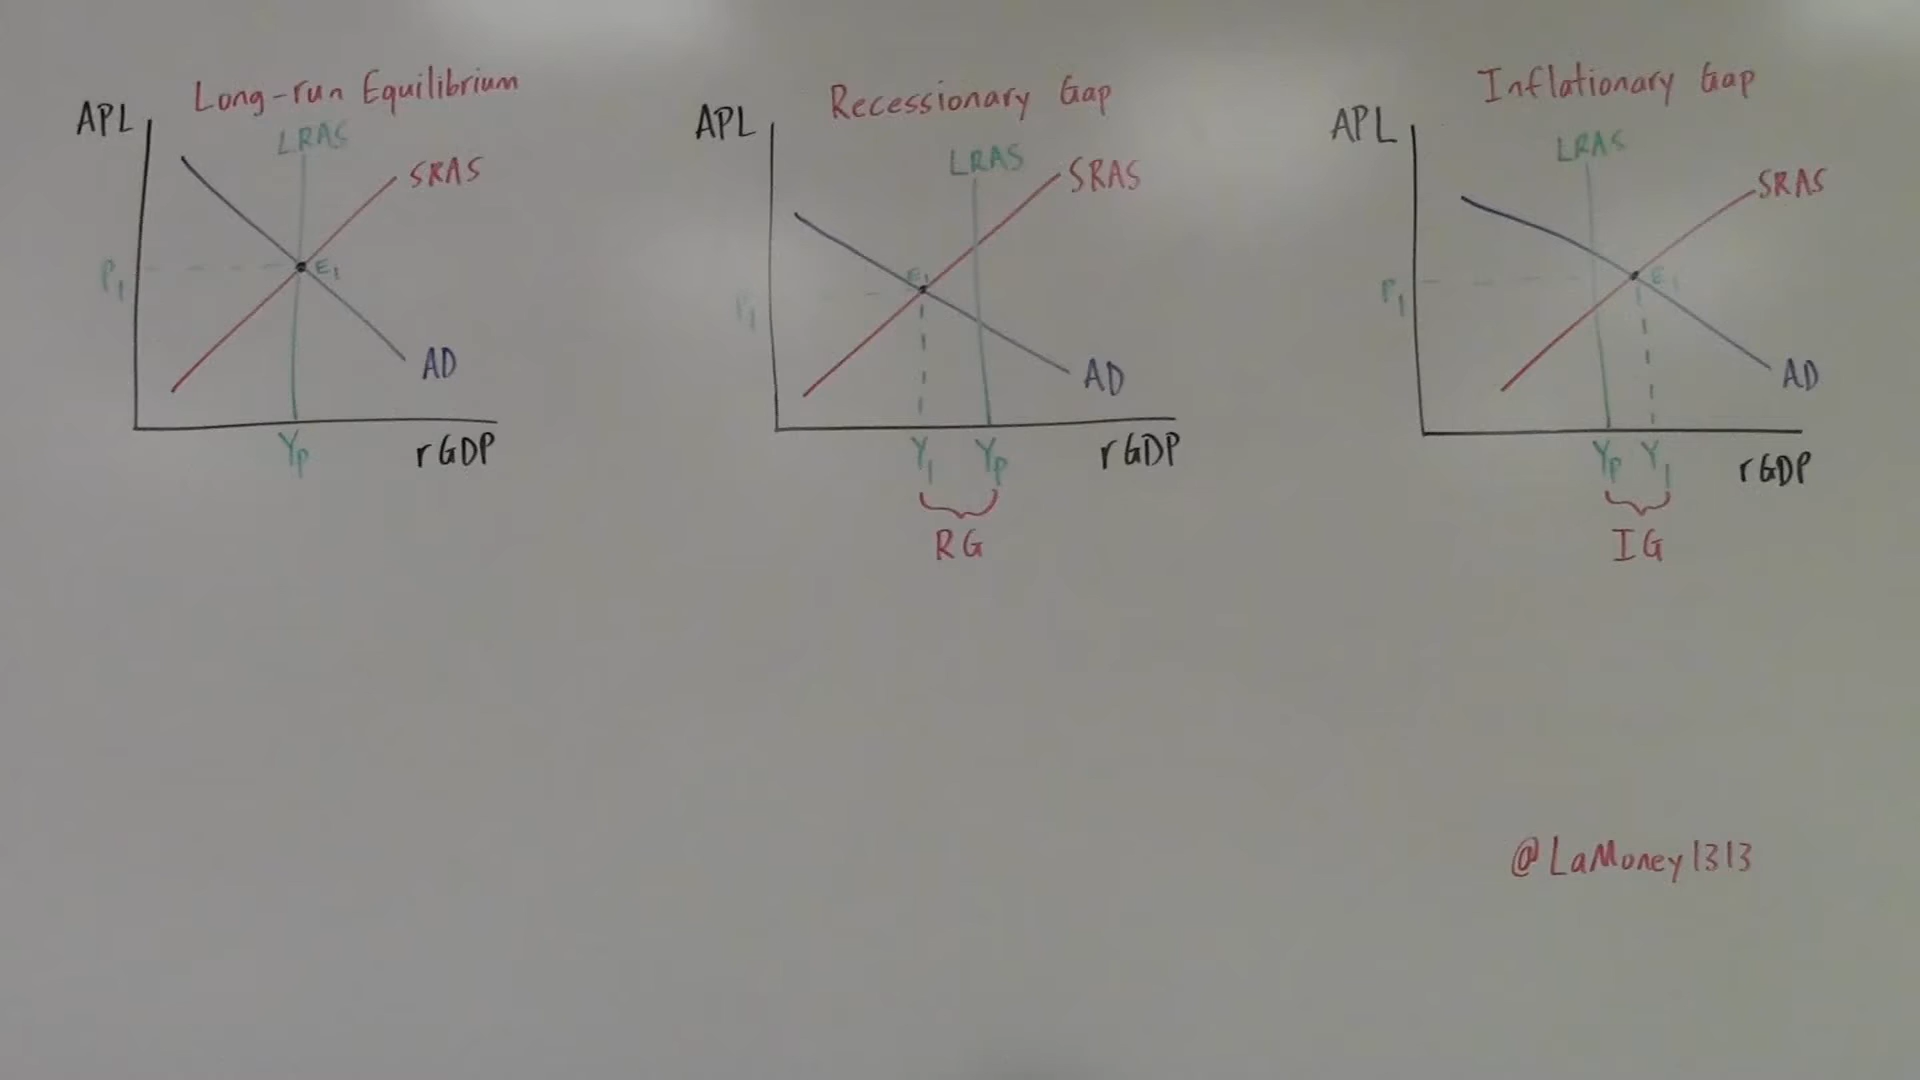 Long-run Equilibrium
APL
LRAS
SRAS
E1
P1
AD
Yp
rGDP
Recessionary Gap
APL
LRAS
SRAS
E1
P1
AD
Y1 Yp
rGDP
RG
Inflationary Gap
APL
LRAS
SRAS
E1
P1
AD
Yp Y1
rGDP
IG
@LaMoney1313